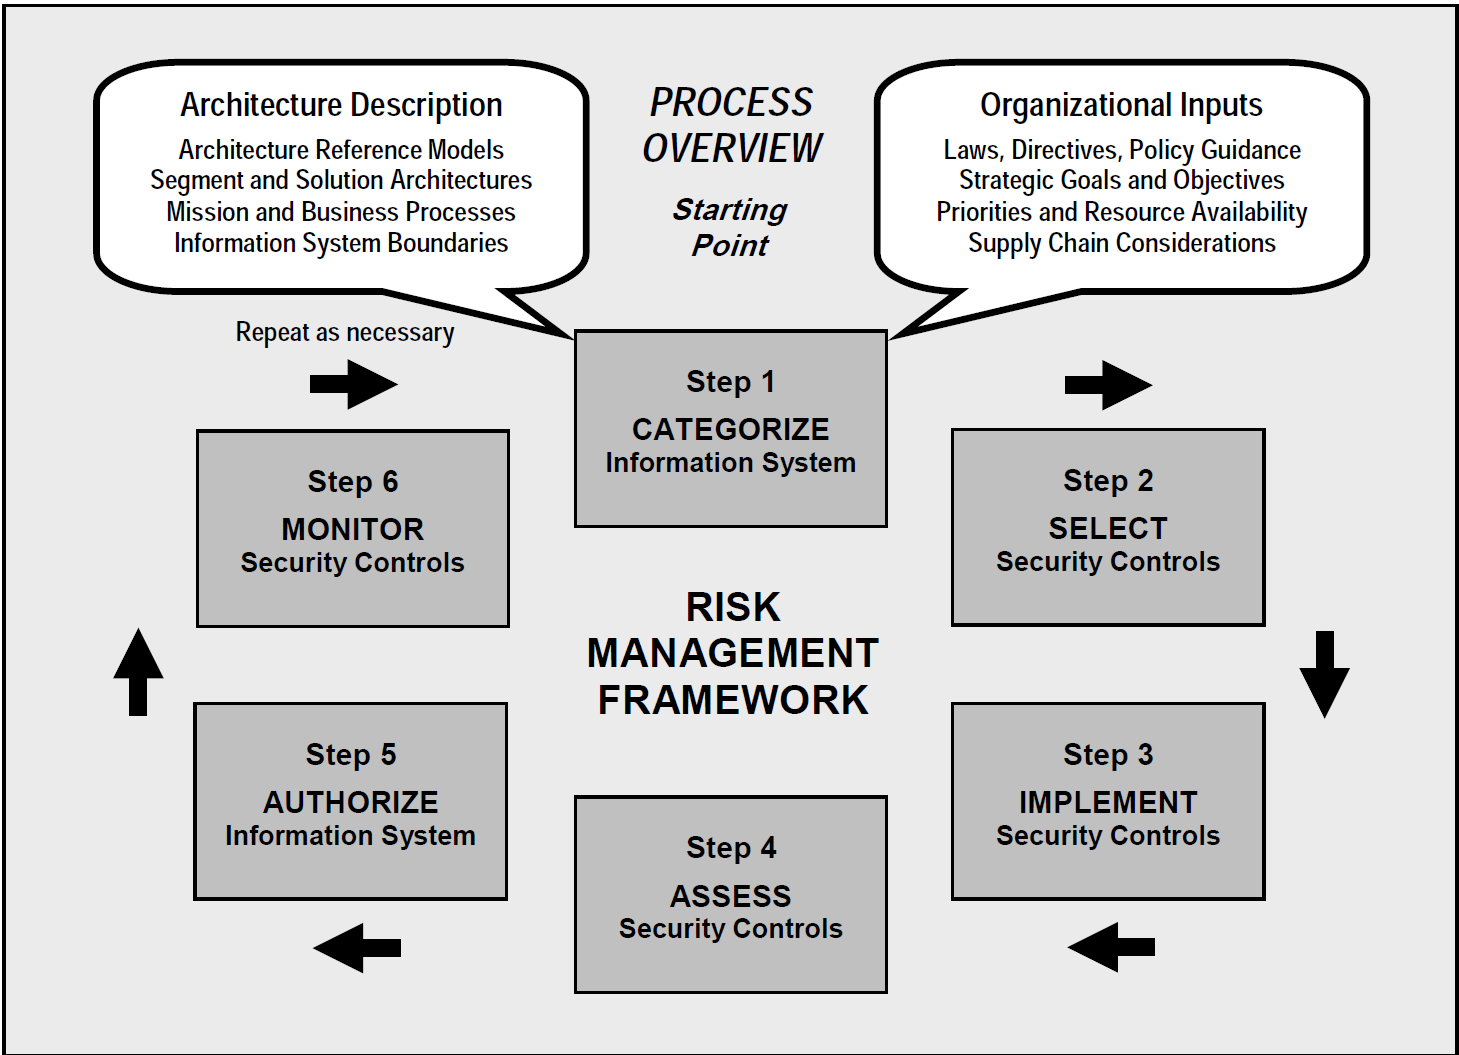 Architecture Description
Architecture Reference Models
Segment and Solution Architectures
Mission and Business Processes
Information System Boundaries
PROCESS
OVERVIEW
Starting
Point
Organizational Inputs
Laws, Directives, Policy Guidance
Strategic Goals and Objectives
Priorities and Resource Availability
Supply Chain Considerations
Repeat as necessary
Step 1
CATEGORIZE
Information System
Step 2
SELECT
Security Controls
Step 3
IMPLEMENT
Security Controls
Step 4
ASSESS
Security Controls
Step 5
AUTHORIZE
Information System
Step 6
MONITOR
Security Controls
RISK
MANAGEMENT
FRAMEWORK